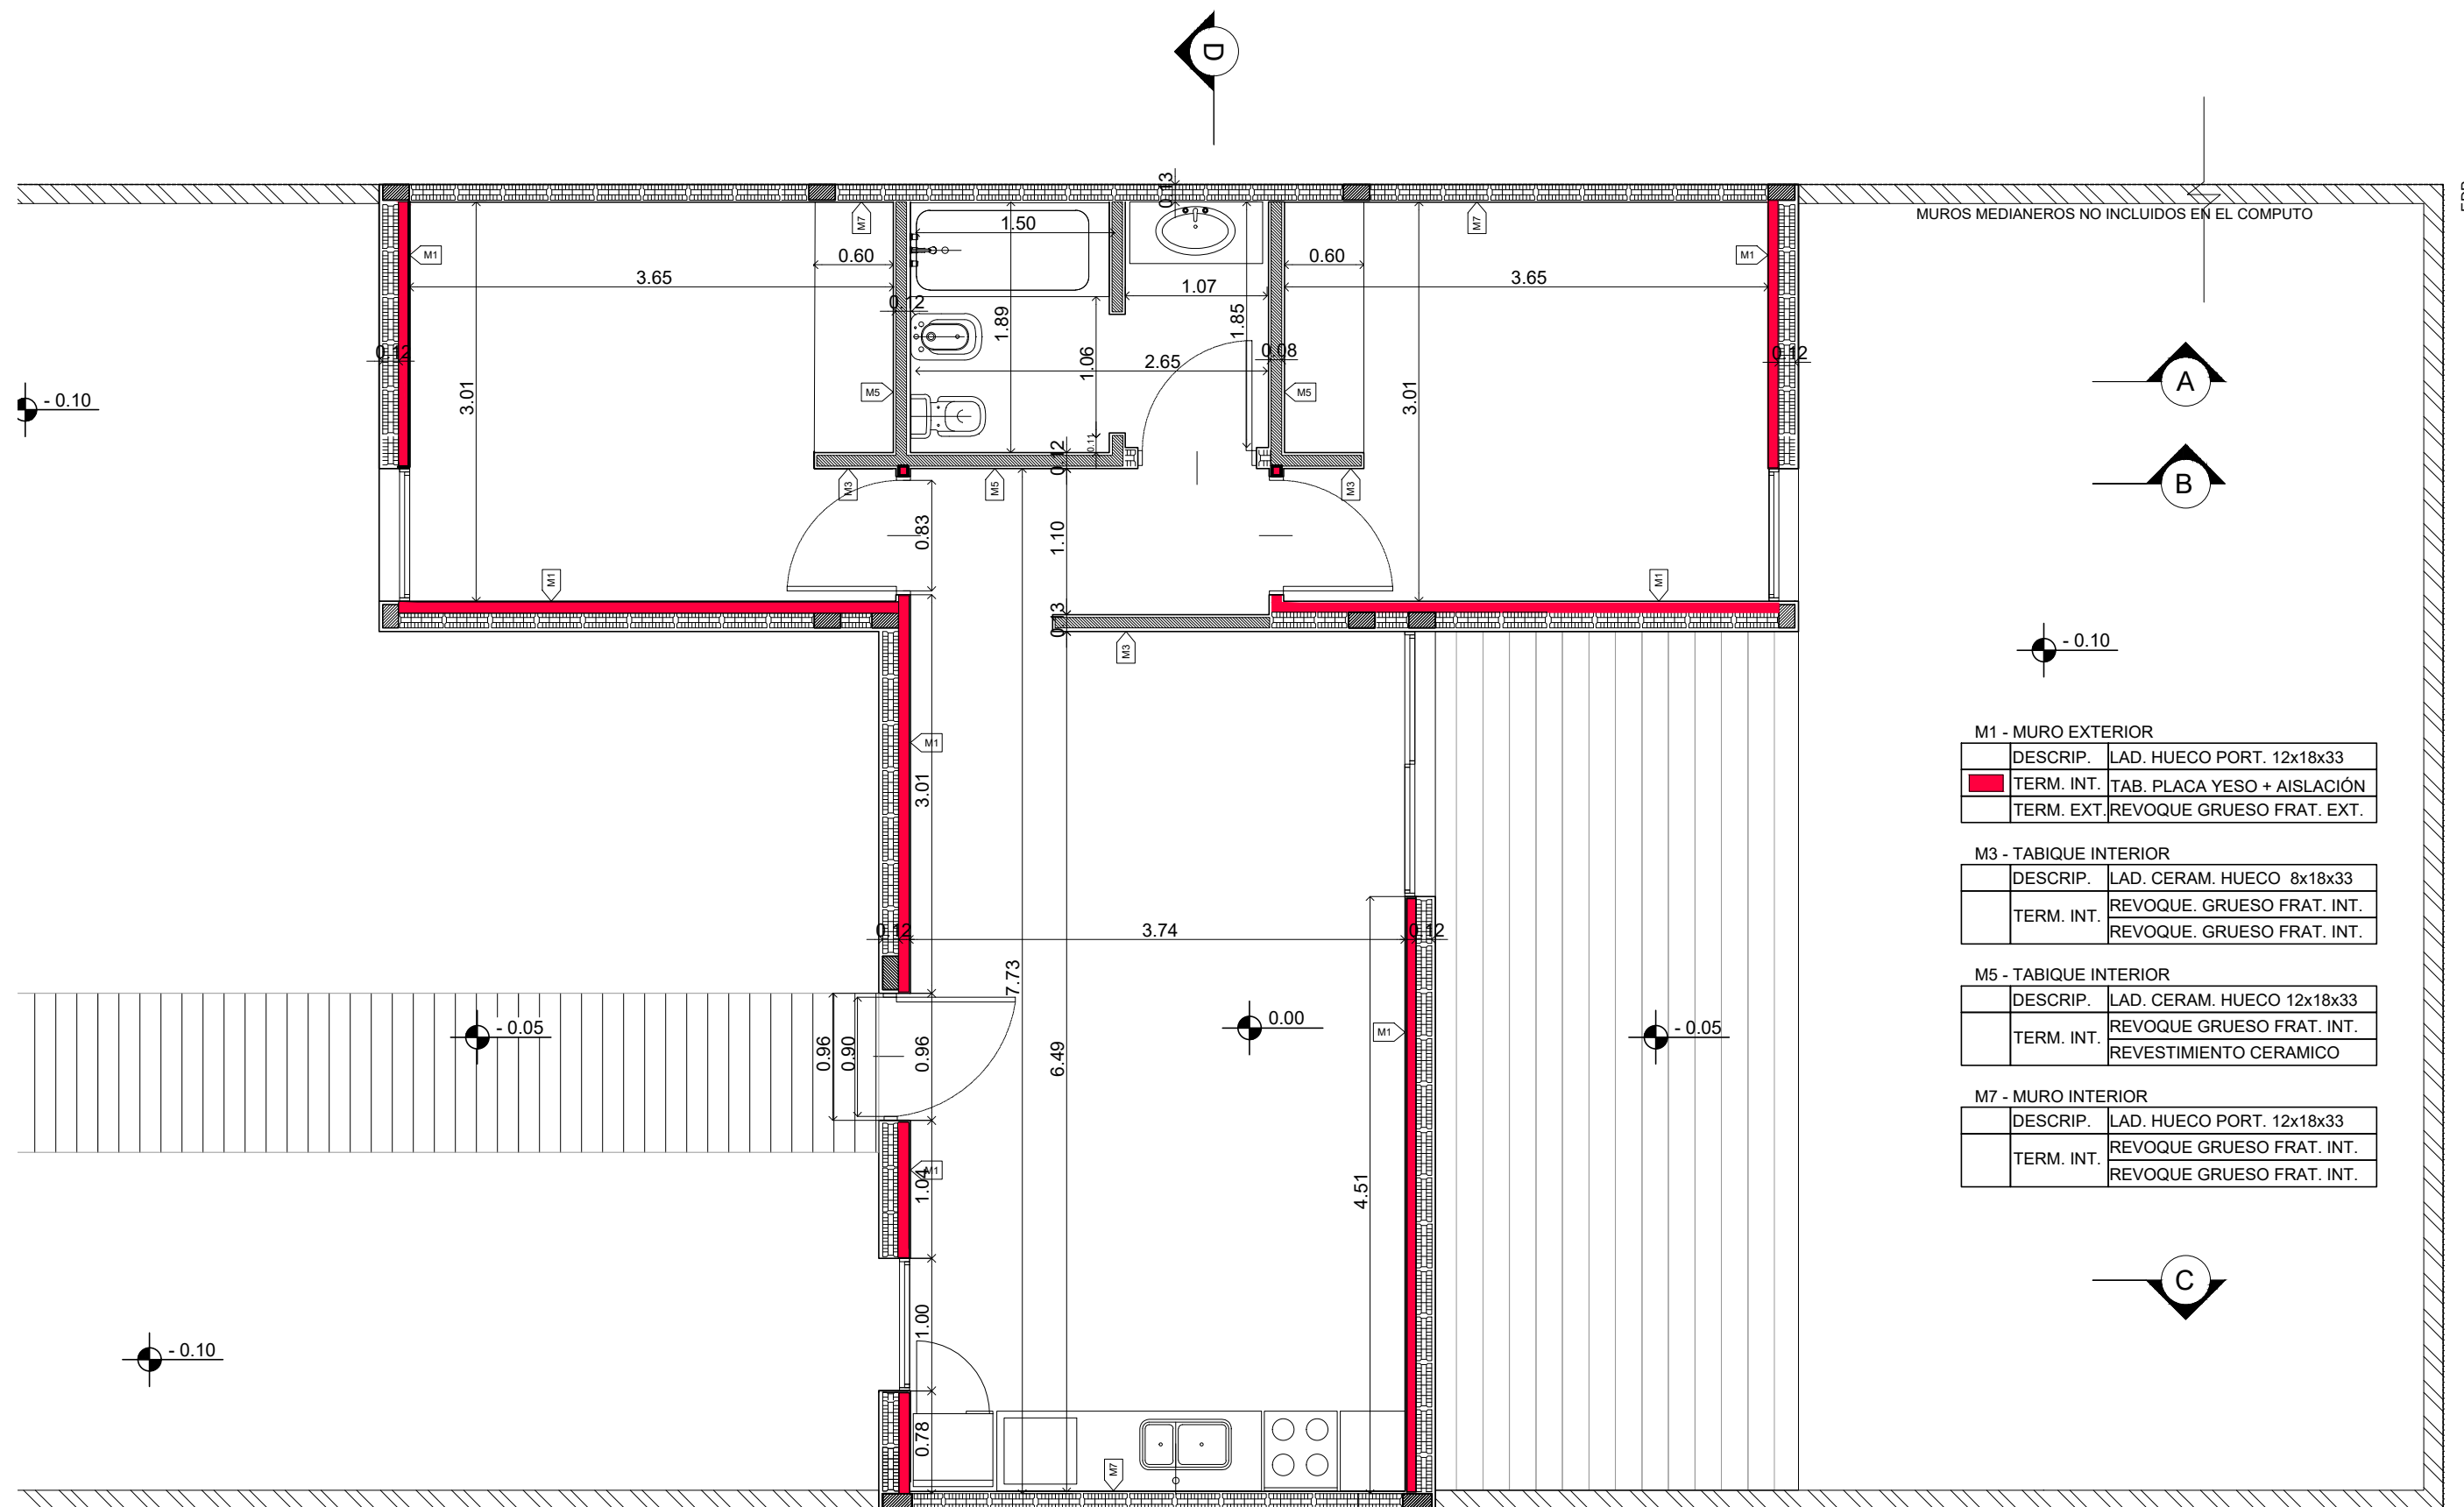 D
0.13
MUROS MEDIANEROS NO INCLUIDOS EN EL COMPUTO
M7
1.50
M7
M1
0.60
0.60
M1
3.65
1.07
3.65
0.12
1.89
1.85
0.12
1.06
2.65
0.08
0.12
A
- 0.10
3.01
M5
M5
3.01
0.11
0.12
M3
M5
M3
B
0.83
1.10
M1
M1
0.13
M3
- 0.10
M1 - MURO EXTERIOR
DESCRIP. LAD. HUECO PORT. 12x18x33
TERM. INT. TAB. PLACA YESO + AISLACIÓN
TERM. EXT. REVOQUE GRUESO FRAT. EXT.
M1
3.01
M3 - TABIQUE INTERIOR
DESCRIP. LAD. CERAM. HUECO 8x18x33
TERM. INT. REVOQUE. GRUESO FRAT. INT.
REVOQUE. GRUESO FRAT. INT.
0.12
3.74
0.12
7.73
M5 - TABIQUE INTERIOR
DESCRIP. LAD. CERAM. HUECO 12x18x33
TERM. INT. REVOQUE GRUESO FRAT. INT.
REVESTIMIENTO CERAMICO
- 0.05
0.96
0.90
0.96
6.49
0.00
M1
- 0.05
M7 - MURO INTERIOR
DESCRIP. LAD. HUECO PORT. 12x18x33
TERM. INT. REVOQUE GRUESO FRAT. INT.
REVOQUE GRUESO FRAT. INT.
M1
1.04
4.51
C
1.00
- 0.10
0.78
M7